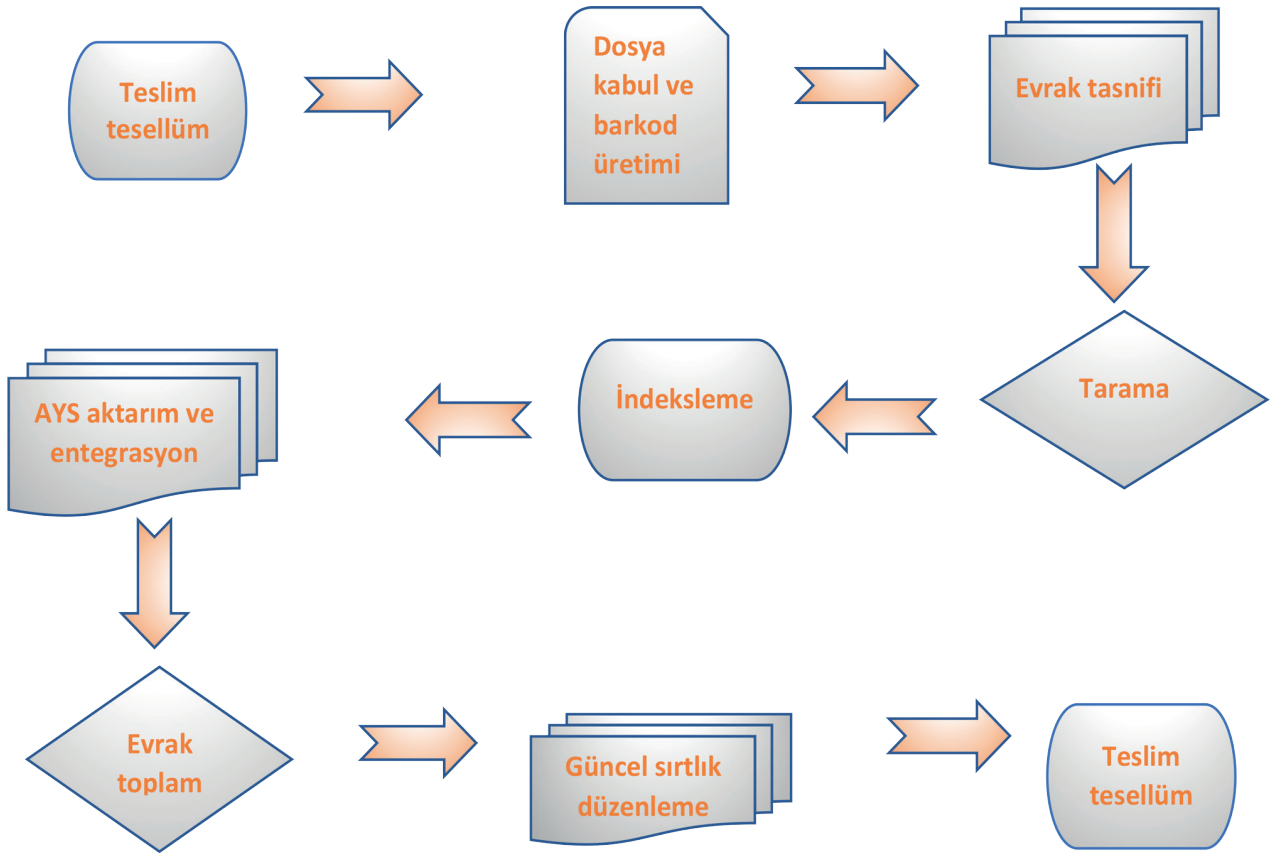 Teslim
tesellüm
Dosya
kabul ve
barkod
üretimi
Evrak tasnifi
Tarama
İndeksleme
AYS aktarım ve
entegrasyon
Evrak
toplam
Güncel sırtlık
düzenleme
Teslim
tesellüm